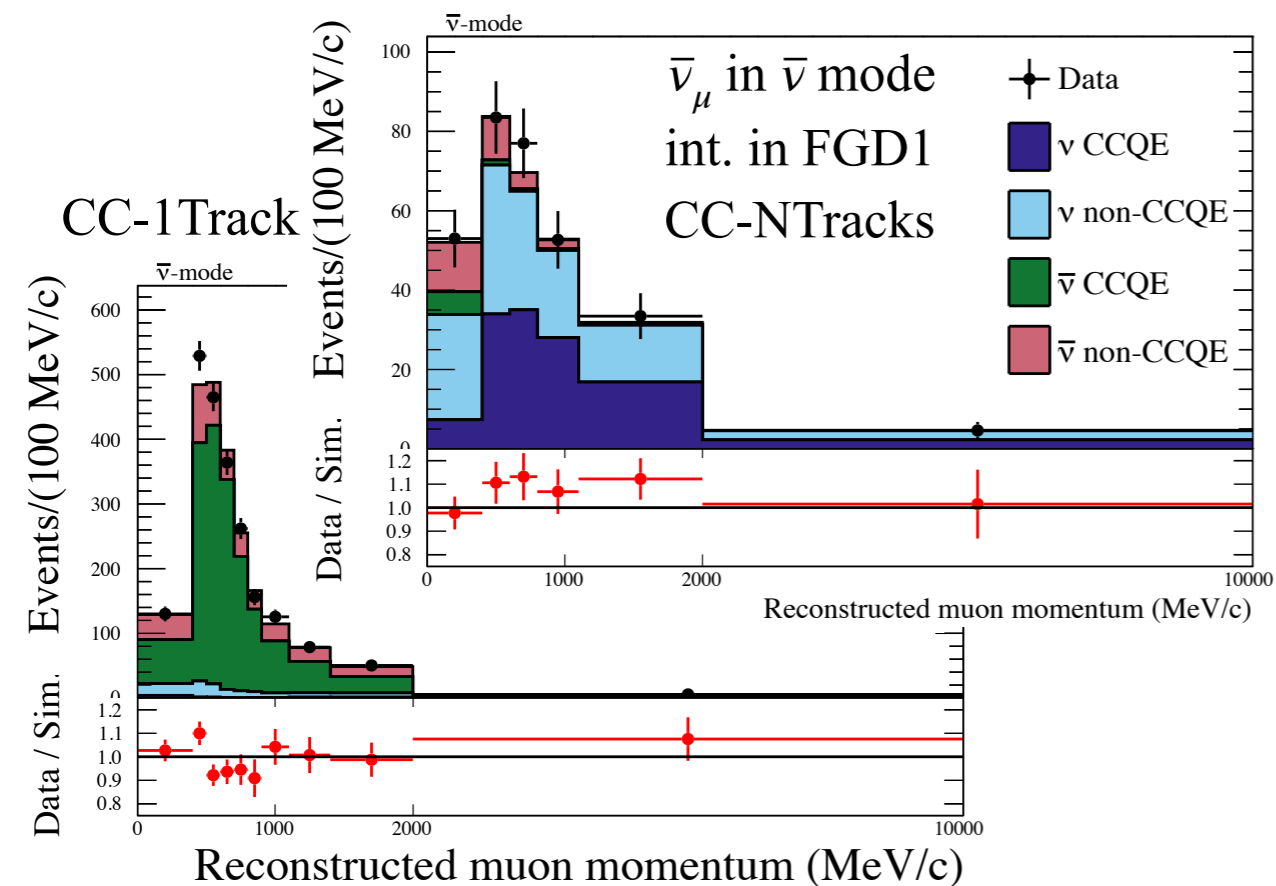 ν̅-mode
100
80
60
40
20
0
Events/(100 MeV/c)
ν̅μ in ν̅ mode
int. in FGD1
CC-NTracks
Data
ν CCQE
ν non-CCQE
ν̅ CCQE
ν̅ non-CCQE
Data / Sim.
1.2
1.1
1.0
0.9
0.8
0 1000 2000 10000
Reconstructed muon momentum (MeV/c)
CC-1Track
ν̅-mode
600
500
400
300
200
100
0
Events/(100 MeV/c)
Data / Sim.
1.2
1.1
1.0
0.9
0.8
0 1000 2000 10000
Reconstructed muon momentum (MeV/c)